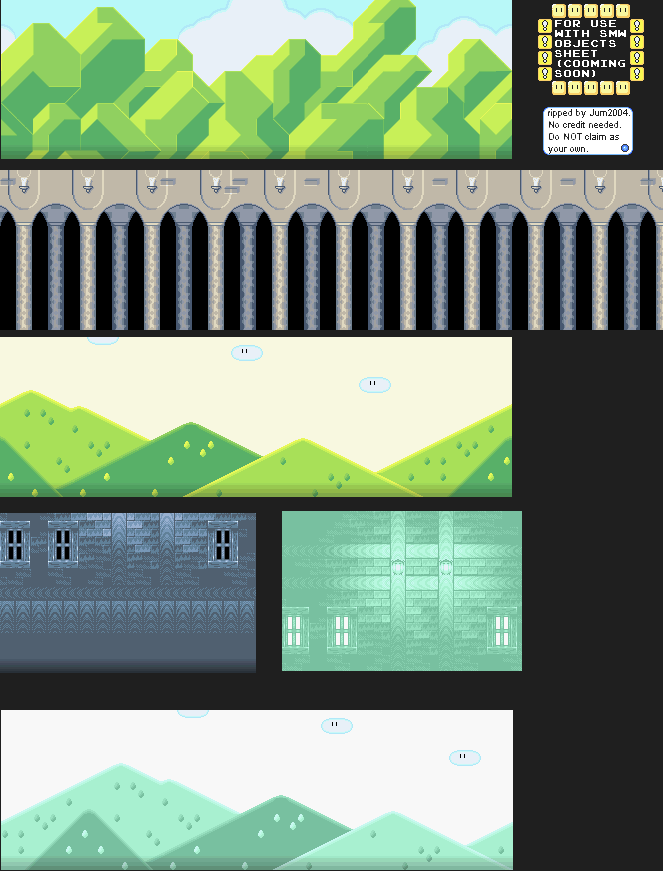 FOR USE
WITH SMW
OBJECTS
SHEET
(COOMING
SOON)
ripped by Jum2004.
No credit needed.
Do NOT claim as
your own.